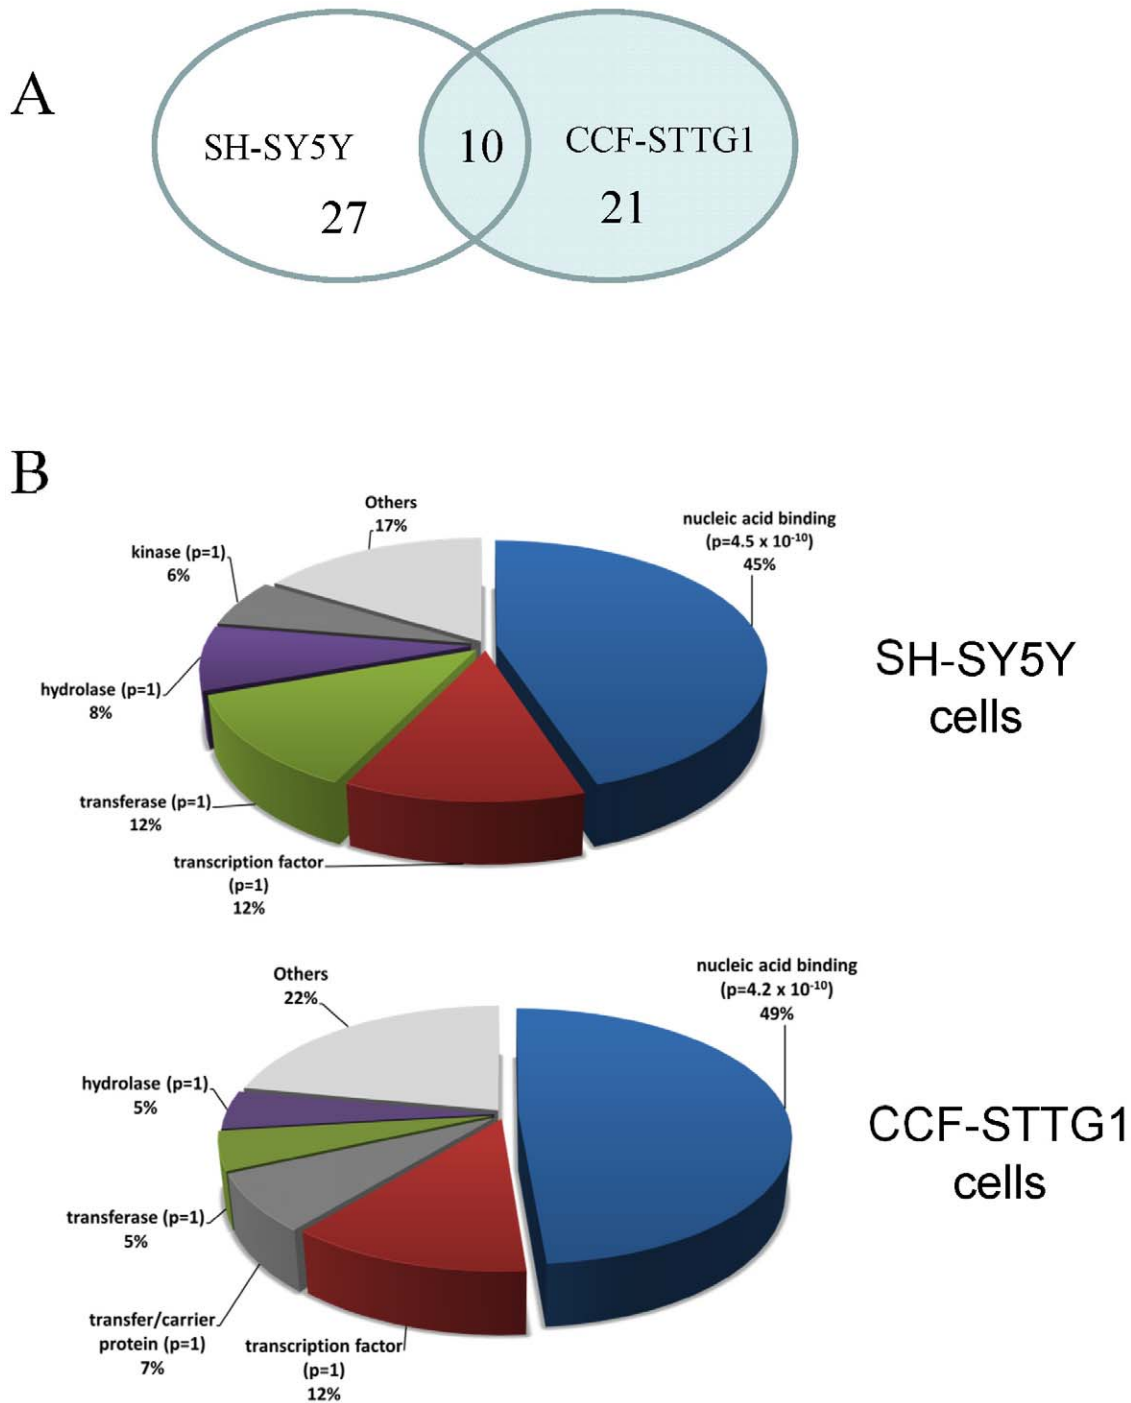 A
SH-SY5Y
10
CCF-STTG1
27
21
B
Others
17%
nucleic acid binding
(p=4.5 x 10⁻¹⁰)
45%
kinase (p=1)
6%
SH-SY5Y
cells
hydrolase (p=1)
8%
transferase (p=1)
12%
transcription factor
(p=1)
12%
Others
22%
nucleic acid binding
(p=4.2 x 10⁻¹⁰)
49%
hydrolase (p=1)
5%
CCF-STTG1
cells
transferase (p=1)
5%
transfer/carrier
protein (p=1)
7%
transcription factor
(p=1)
12%